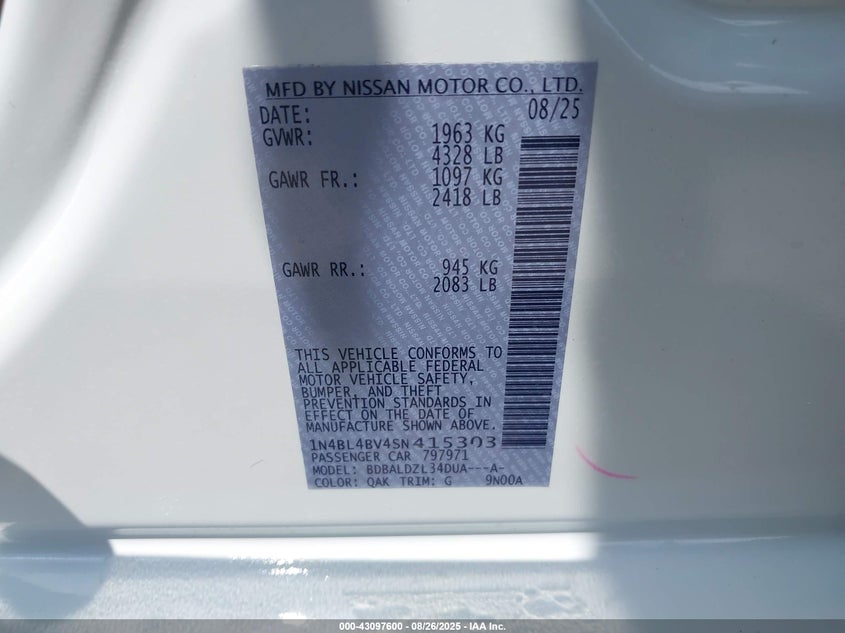 MFD BY NISSAN MOTOR CO., LTD.
DATE: 08/25
GVWR: 1963 KG
4328 LB
GAWR FR.: 1097 KG
2418 LB
GAWR RR.: 945 KG
2083 LB
THIS VEHICLE CONFORMS TO
ALL APPLICABLE FEDERAL
MOTOR VEHICLE SAFETY,
BUMPER, AND THEFT
PREVENTION STANDARDS IN
EFFECT ON THE DATE OF
MANUFACTURE SHOWN ABOVE.
1N4BL4BV4SN415303
PASSENGER CAR 797971
MODEL: BDBALDZL34DUA---A-
COLOR: QAK TRIM: G 9N00A
000-43097600 - 08/26/2025 - IAA Inc.